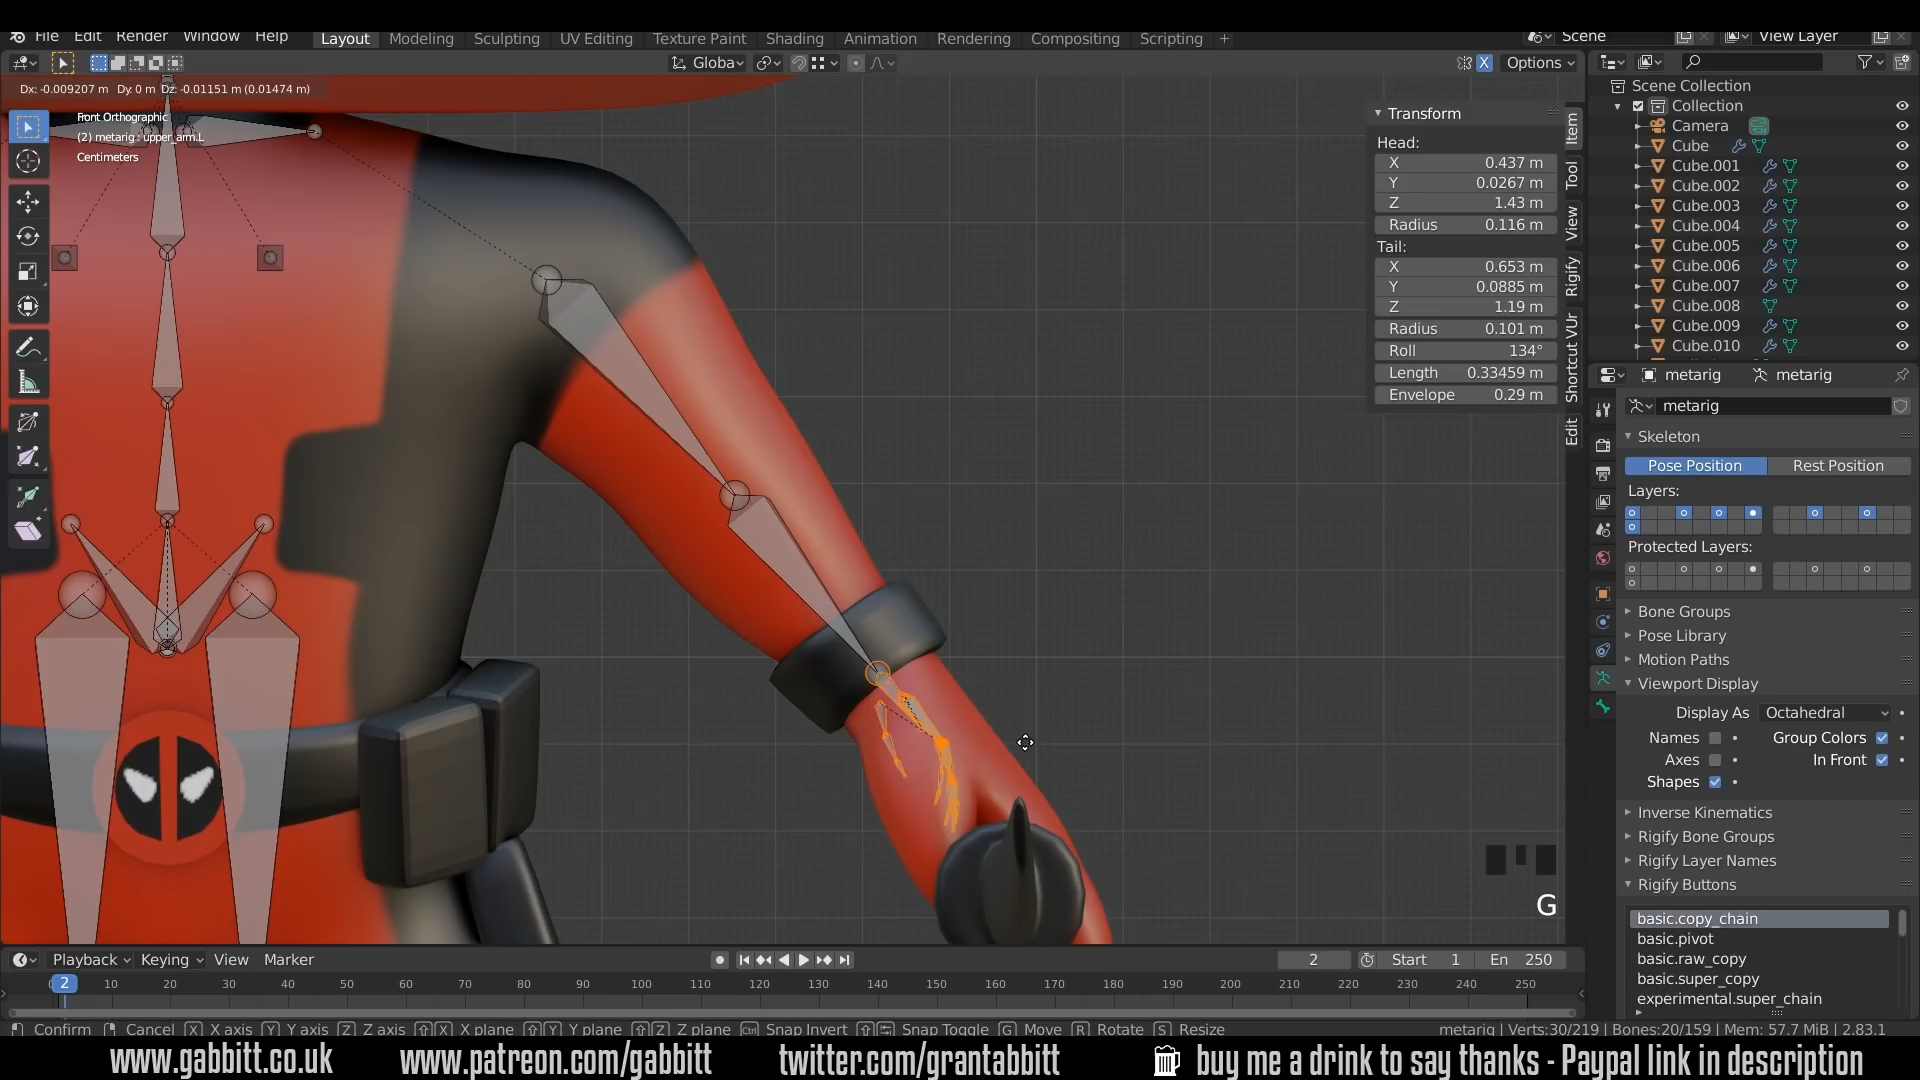 File Edit Render Window Help Layout Modeling Sculpting UV Editing Texture Paint Shading Animation Rendering Compositing Scripting + Scene View Layer
Globa Options X
Dx: -0.009207 m Dy: 0 m Dz: -0.01151 m (0.01474 m)
Front Orthographic
(2) metarig : upper_arm.L
Centimeters
Transform
Head:
X 0.437 m
Y 0.0267 m
Z 1.43 m
Radius 0.116 m
Tail:
X 0.653 m
Y 0.0885 m
Z 1.19 m
Radius 0.101 m
Roll 134°
Length 0.33459 m
Envelope 0.29 m
Item
Tool
View
Rigify
Shortcut VUr
Edit
Scene Collection
Collection
Camera
Cube
Cube.001
Cube.002
Cube.003
Cube.004
Cube.005
Cube.006
Cube.007
Cube.008
Cube.009
Cube.010
metarig metarig
metarig
Skeleton
Pose Position Rest Position
Layers:
Protected Layers:
Bone Groups
Pose Library
Motion Paths
Viewport Display
Display As Octahedral
Names Group Colors
Axes In Front
Shapes
Inverse Kinematics
Rigify Bone Groups
Rigify Layer Names
Rigify Buttons
basic.copy_chain
basic.pivot
basic.raw_copy
basic.super_copy
experimental.super_chain
G
Playback Keying View Marker 2 Start 1 En 250
2 10 20 30 40 50 60 70 80 90 100 110 120 130 140 150 160 170 180 190 200 210 220 230 240 250
Confirm Cancel X X axis Y Y axis Z Z axis X X plane Y Y plane Z Z plane Ctrl Snap Invert Snap Toggle G Move R Rotate S Resize metarig | Verts:30/219 | Bones:20/159 | Mem: 57.7 MiB | 2.83.1
www.gabbitt.co.uk www.patreon.com/gabbitt twitter.com/grantabbitt buy me a drink to say thanks - Paypal link in description